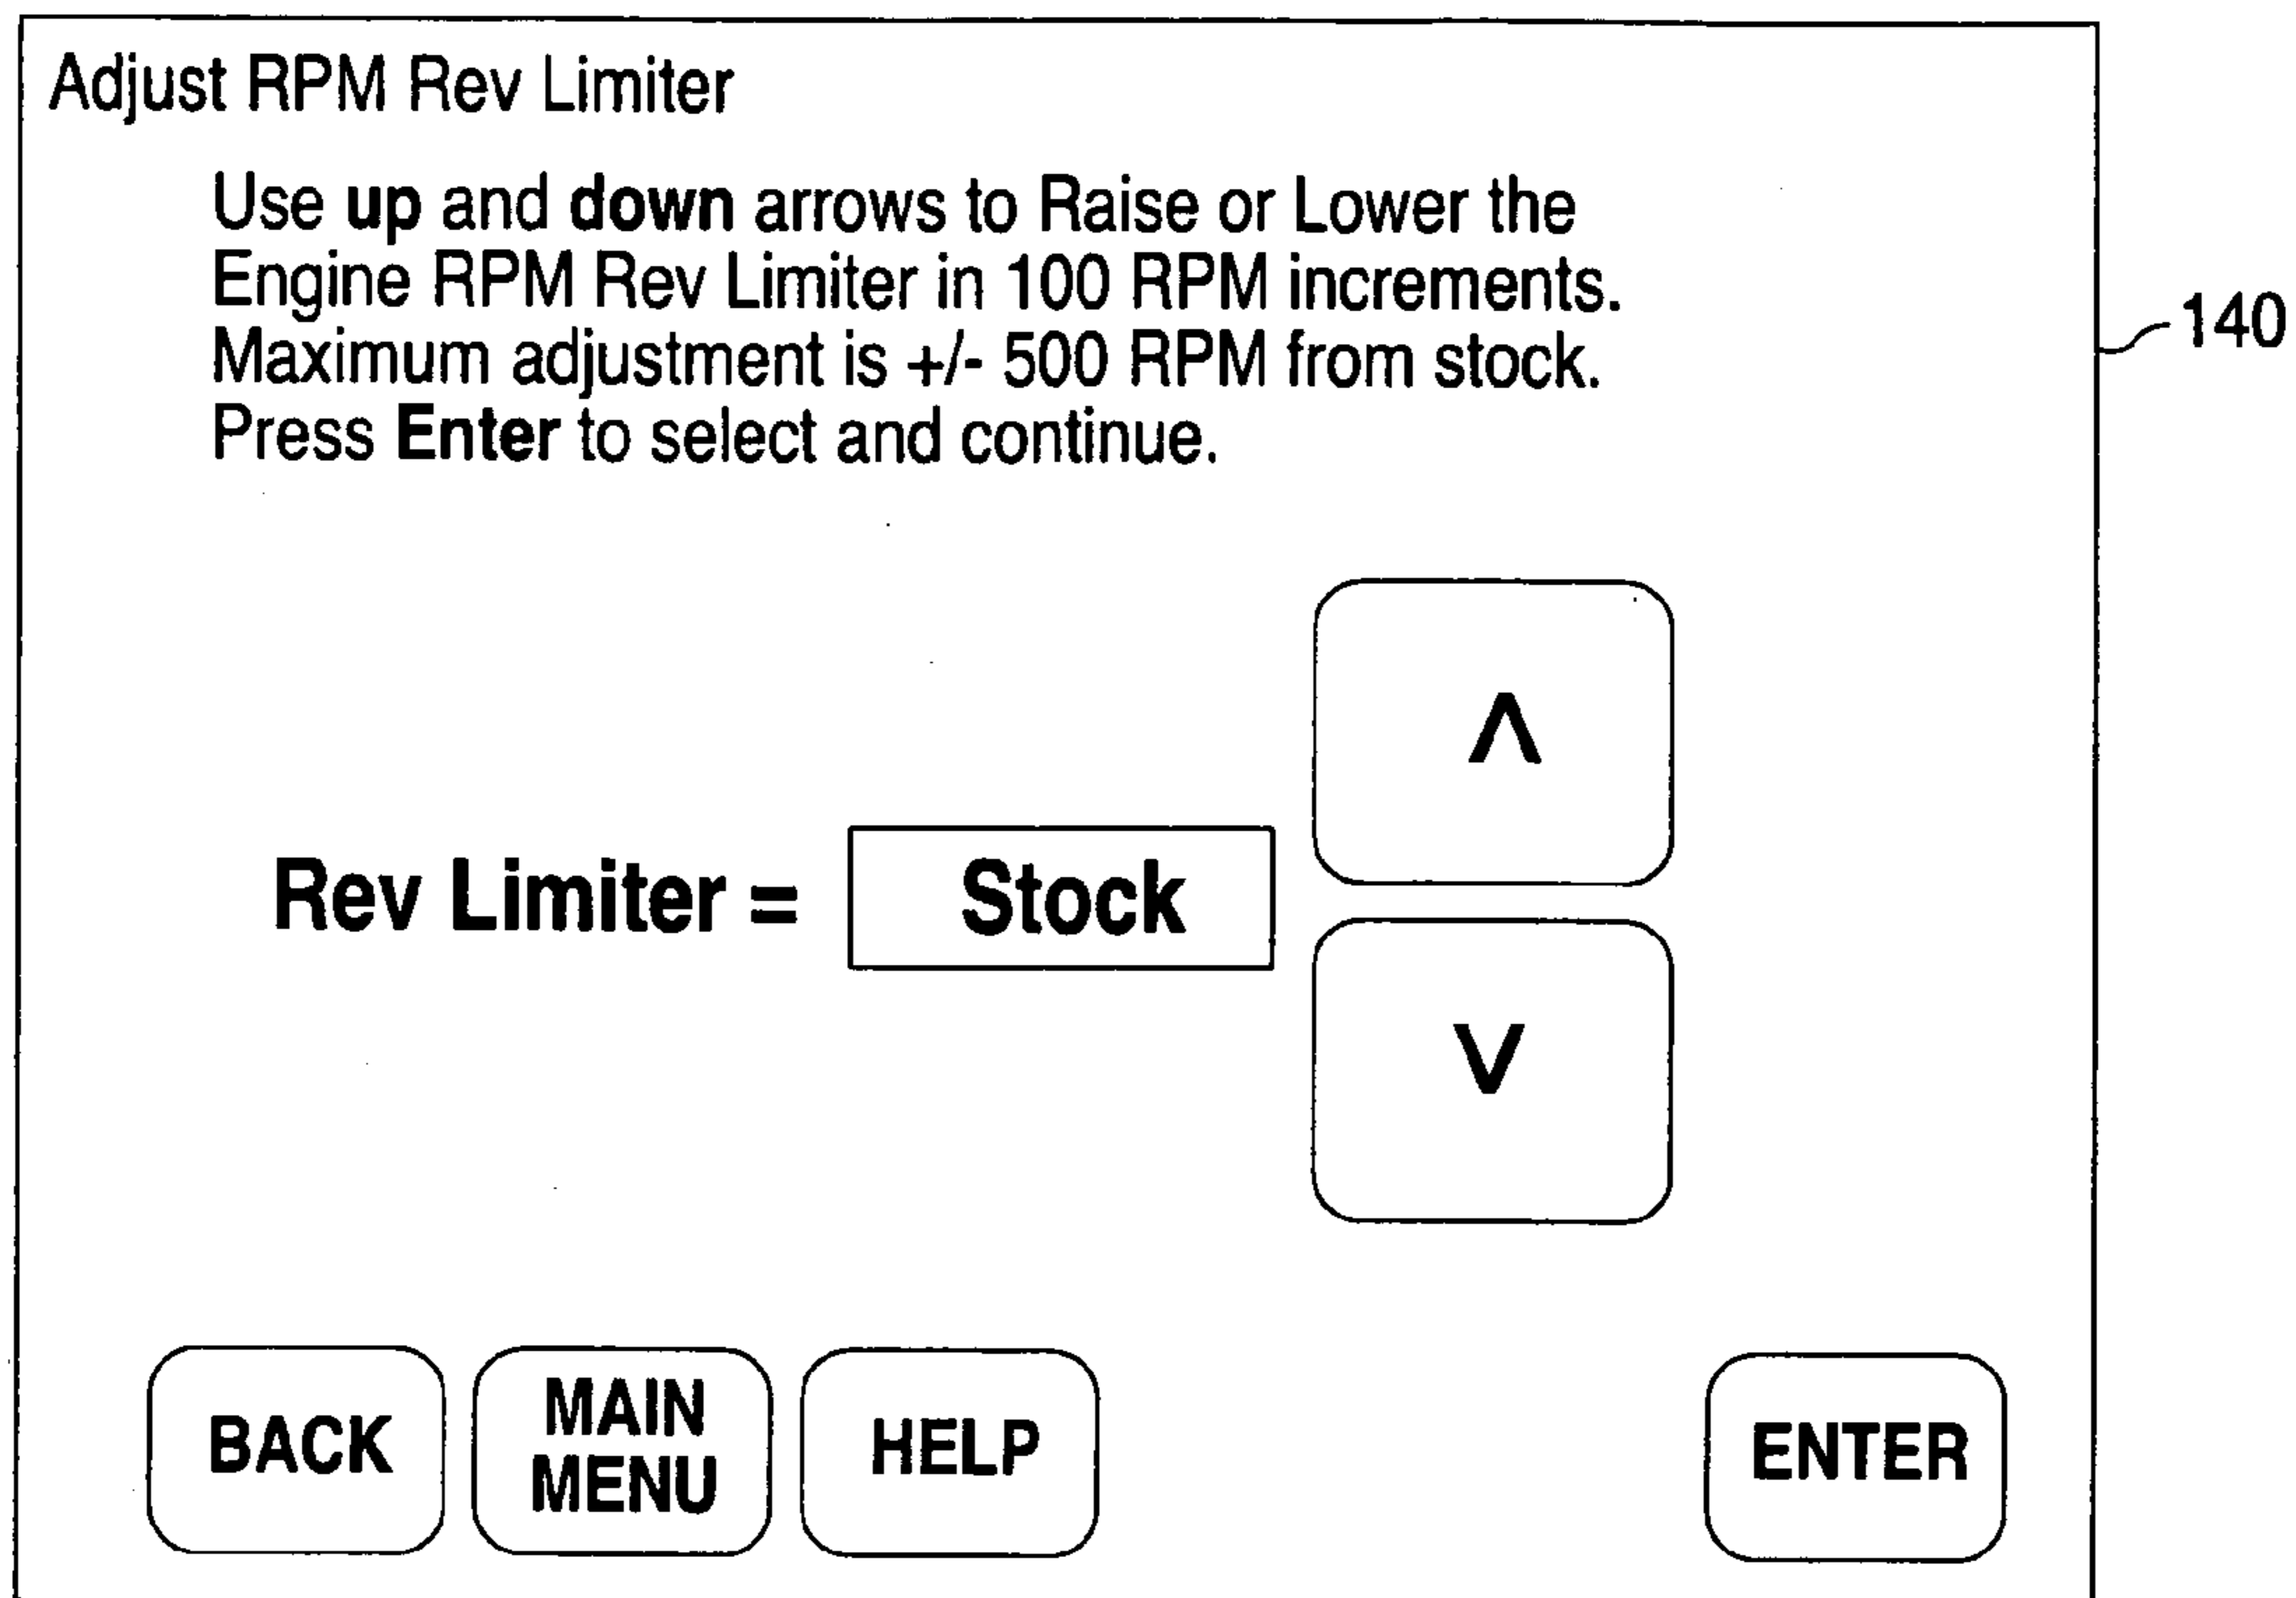 Adjust RPM Rev Limiter
Use up and down arrows to Raise or Lower the
Engine RPM Rev Limiter in 100 RPM increments.
Maximum adjustment is +/- 500 RPM from stock.
Press Enter to select and continue.
140
Rev Limiter = Stock
BACK
MAIN
MENU
HELP
ENTER